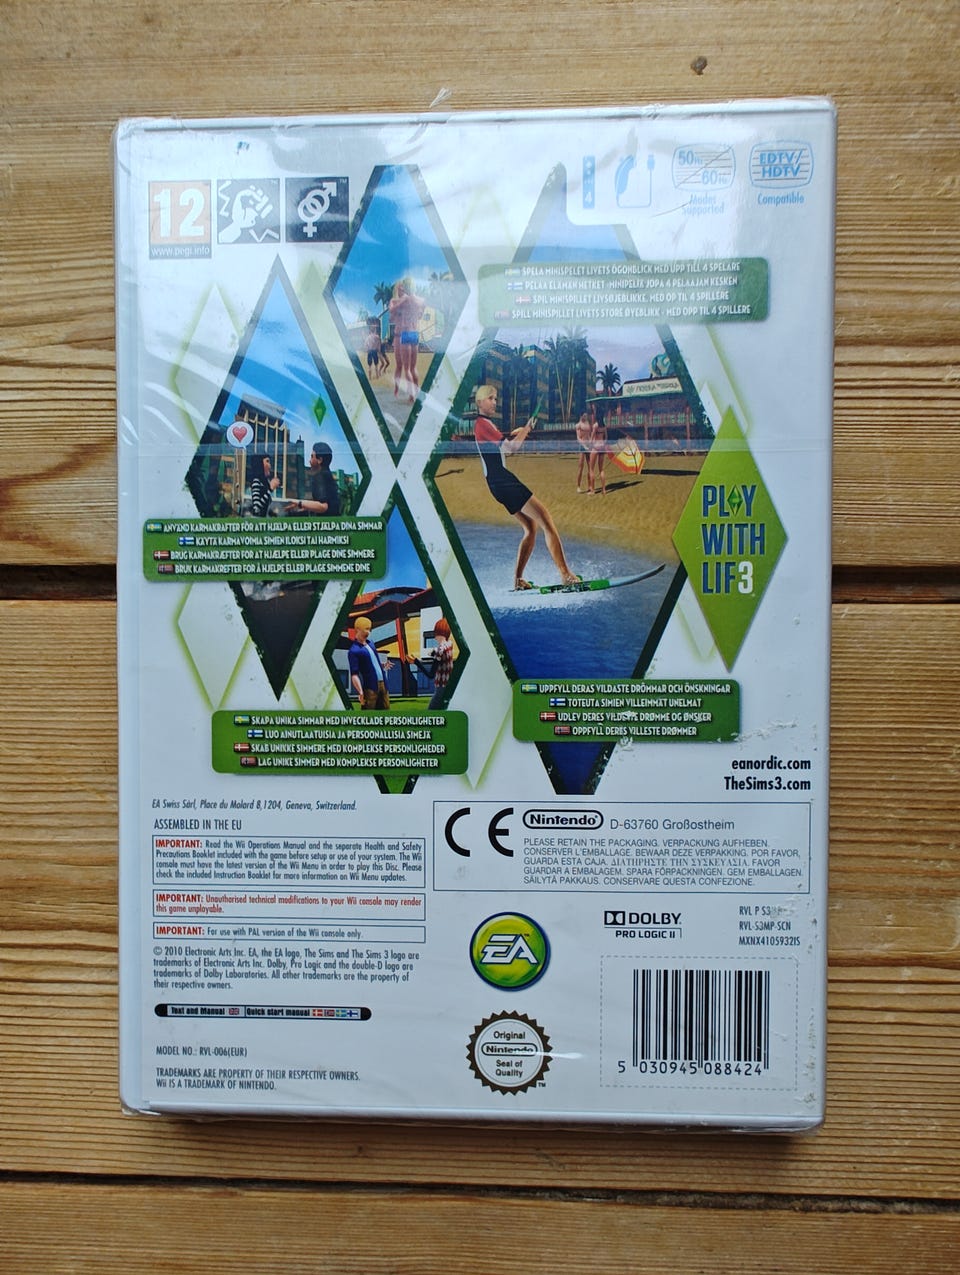 12
www.pegi.info
1-4
50Hz
60Hz
Modes
Supported
EDTV/
HDTV
Compatible
SPELA MINISPELET LIVETS ÖGONBLICK MED UPP TILL 4 SPELARE
PELAA ELÄMÄN HETKET -MINIPELIÄ JOPA 4 PELAAJAN KESKEN
SPIL MINISPILLET LIVSØJEBLIKKE, MED OP TIL 4 SPILLERE
SPILL MINISPILLET LIVETS STORE ØYEBLIKK - MED OPP TIL 4 SPILLERE
PLAY
WITH
LIF3
ANVÄND KARMAKRAFTER FÖR ATT HJÄLPA ELLER STJÄLPA DINA SIMMAR
KÄYTÄ KARMAVOIMIA SIMIEN ILOKSI TAI HARMIKSI
BRUG KARMAKRÆFTER FOR AT HJÆLPE ELLER PLAGE DINE SIMMERE
BRUK KARMAKREFTER FOR Å HJELPE ELLER PLAGE SIMMENE DINE
UPPFYLL DERAS VILDASTE DRÖMMAR OCH ÖNSKNINGAR
TOTEUTA SIMIEN VILLEIMMÄT UNELMAT
UDLEV DERES VILDESTE DRØMME OG ØNSKER
OPPFYLL DERES VILLESTE DRØMMER
SKAPA UNIKA SIMMAR MED INVECKLADE PERSONLIGHETER
LUO AINUTLAATUISIA JA PERSOONALLISIA SIMEJÄ
SKAB UNIKKE SIMMERE MED KOMPLEKSE PERSONLIGHEDER
LAG UNIKE SIMMER MED KOMPLEKSE PERSONLIGHETER
eanordic.com
TheSims3.com
EA Swiss Sàrl, Place du Molard 8,1204, Geneva, Switzerland.
ASSEMBLED IN THE EU
IMPORTANT: Read the Wii Operations Manual and the separate Health and Safety
Precautions Booklet included with the game before setup or use of your system. The Wii
console must have the latest version of the Wii Menu in order to play this Disc. Please
check the included Instruction Booklet for more information on Wii Menu updates.
IMPORTANT: Unauthorised technical modifications to your Wii console may render
this game unplayable.
IMPORTANT: For use with PAL version of the Wii console only.
© 2010 Electronic Arts Inc. EA, the EA logo, The Sims and The Sims 3 logo are
trademarks of Electronic Arts Inc. Dolby, Pro Logic and the double-D logo are
trademarks of Dolby Laboratories. All other trademarks are the property of
their respective owners.
Text and Manual Quick start manual
MODEL NO.: RVL-006(EUR)
TRADEMARKS ARE PROPERTY OF THEIR RESPECTIVE OWNERS.
Wii IS A TRADEMARK OF NINTENDO.
CE Nintendo D-63760 Großostheim
PLEASE RETAIN THE PACKAGING. VERPACKUNG AUFHEBEN.
CONSERVER L'EMBALLAGE. BEWAAR DEZE VERPAKKING. POR FAVOR,
GUARDA ESTA CAJA. ΔΙΑΤΗΡΗΣΤΕ ΤΗΝ ΣΥΣΚΕΥΑΣΙΑ. FAVOR
GUARDAR A EMBALAGEM. SPARA FÖRPACKNINGEN. GEM EMBALLAGEN.
SÄILYTÄ PAKKAUS. CONSERVARE QUESTA CONFEZIONE.
EA
DOLBY
PRO LOGIC II
RVL P
RVL-S3MP-SCN
MXNX4105932IS
Original
Nintendo
Seal of
Quality
TM
5 030945 088424